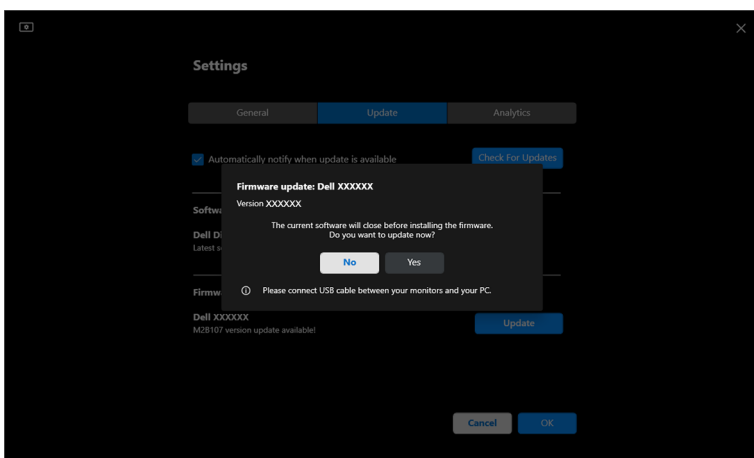 Settings
General
Update
Analytics
Automatically notify when update is available
Check For Updates
Firmware update: Dell XXXXXX
Version XXXXXX
The current software will close before installing the firmware.
Do you want to update now?
No
Yes
Please connect USB cable between your monitors and your PC.
Dell
Latest
Dell XXXXXX
M2B107 version update available!
Update
Cancel
OK